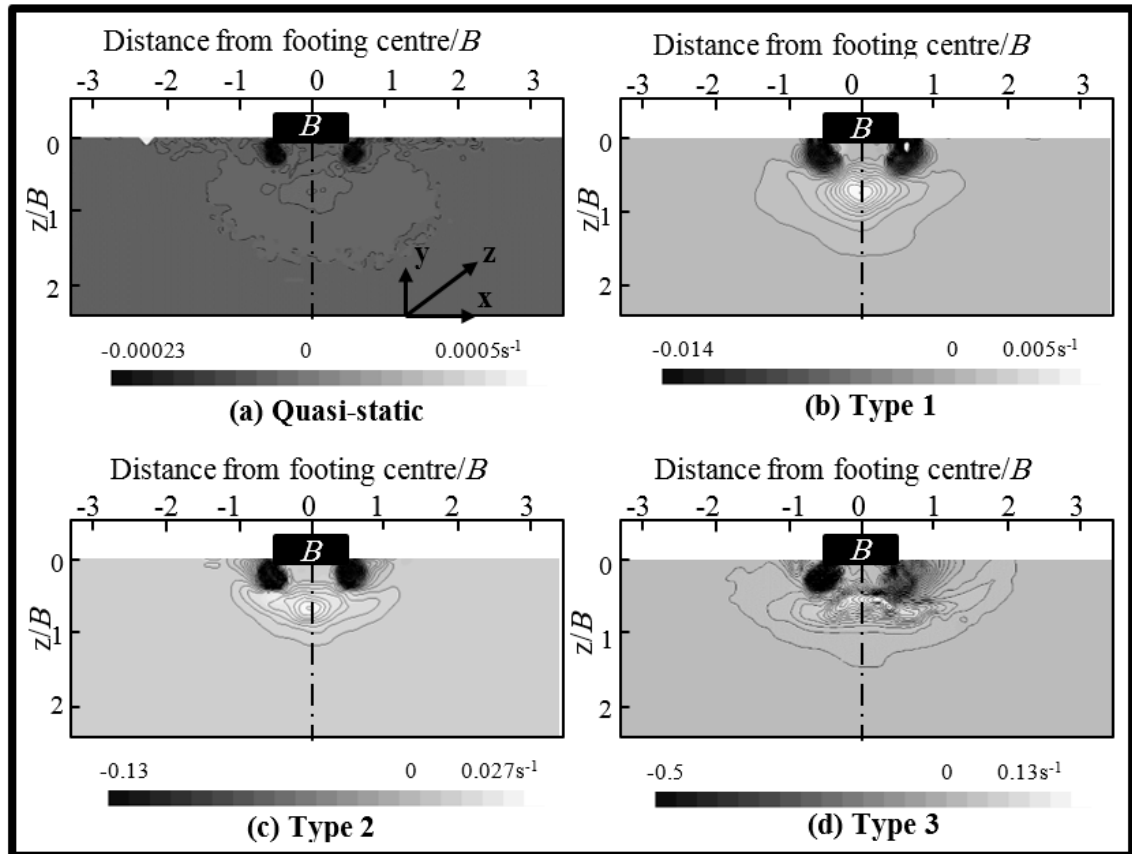 Distance from footing centre/B
-3 -2 -1 0 1 2 3
B
0
1
2
z/B
y
z
x
-0.00023 0 0.0005s⁻¹
(a) Quasi-static
Distance from footing centre/B
-3 -2 -1 0 1 2 3
B
0
1
2
z/B
-0.014 0 0.005s⁻¹
(b) Type 1
Distance from footing centre/B
-3 -2 -1 0 1 2 3
B
0
1
2
z/B
-0.13 0 0.027s⁻¹
(c) Type 2
Distance from footing centre/B
-3 -2 -1 0 1 2 3
B
0
1
2
z/B
-0.5 0 0.13s⁻¹
(d) Type 3